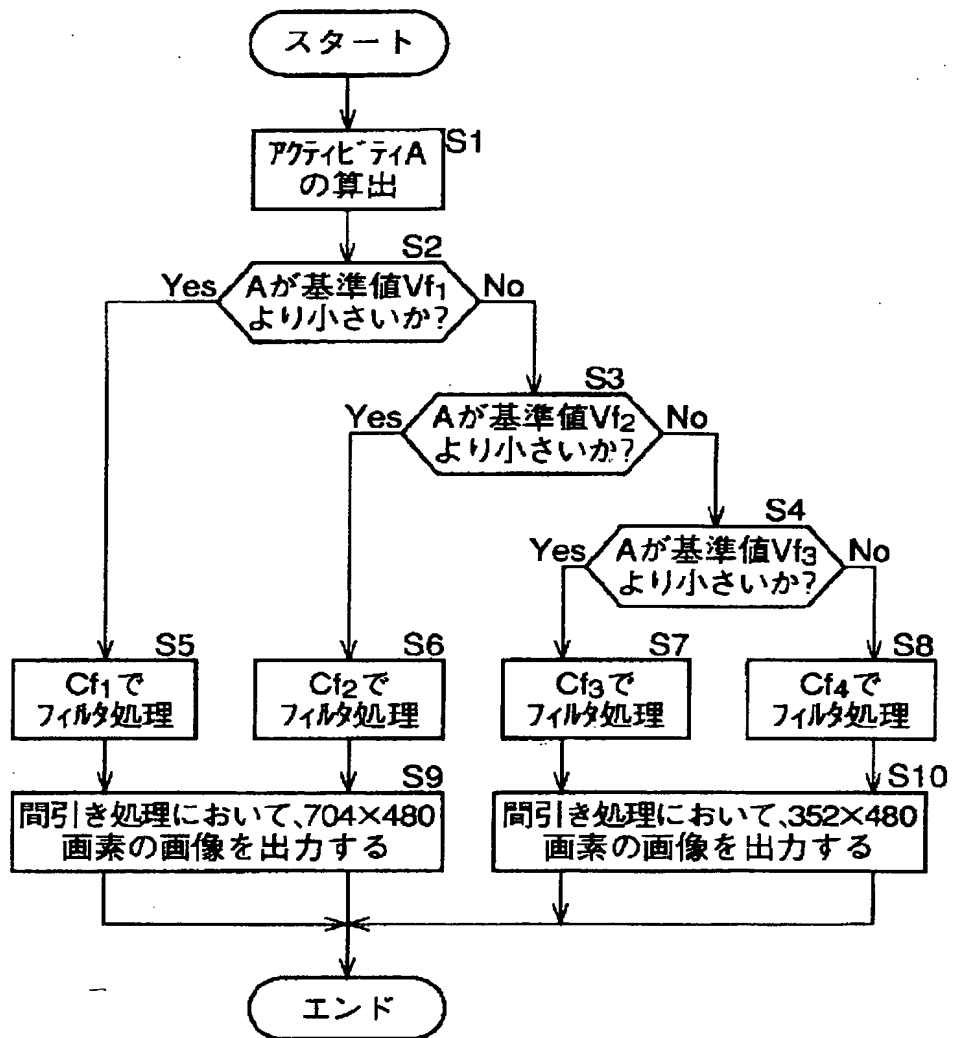 スタート
S1
アクティビティA
の算出
S2
Yes
Aが基準値Vf1
より小さいか?
No
S3
Yes
Aが基準値Vf2
より小さいか?
No
S4
Yes
Aが基準値Vf3
より小さいか?
No
S5
Cf1で
フィルタ処理
S6
Cf2で
フィルタ処理
S7
Cf3で
フィルタ処理
S8
Cf4で
フィルタ処理
S9
間引き処理において、704×480
画素の画像を出力する
S10
間引き処理において、352×480
画素の画像を出力する
エンド